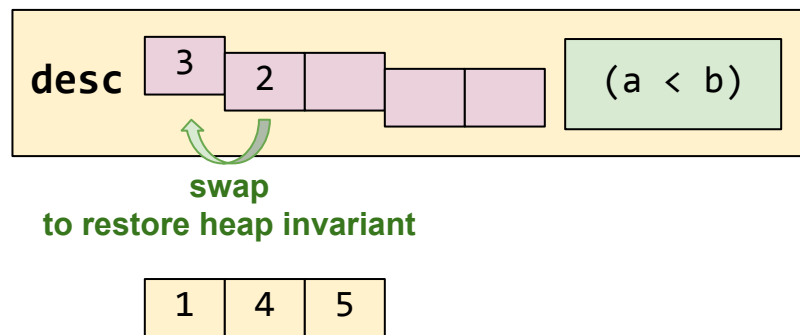 desc 3 2 (a < b)
swap
to restore heap invariant
1 4 5